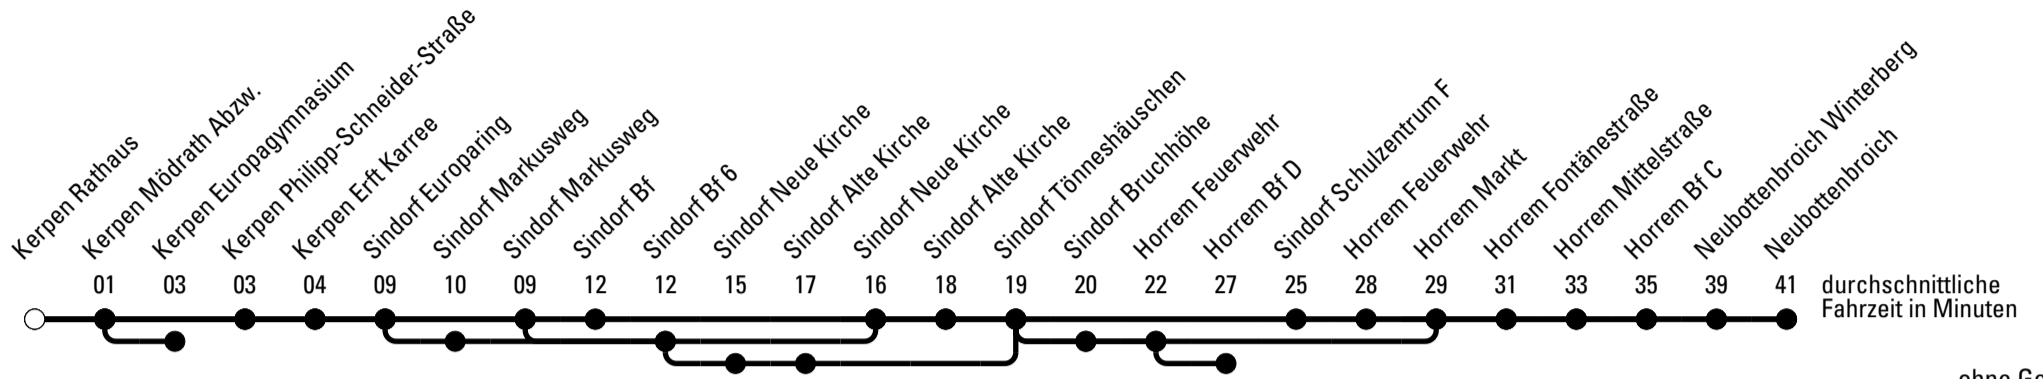 Kerpen Rathaus
Kerpen Mödrath Abzw.
Kerpen Europagymnasium
Kerpen Philipp-Schneider-Straße
Kerpen Erft Karree
Sindorf Europaring
Sindorf Markusweg
Sindorf Markusweg
Sindorf Bf
Sindorf Bf 6
Sindorf Neue Kirche
Sindorf Alte Kirche
Sindorf Neue Kirche
Sindorf Alte Kirche
Sindorf Tönneshäuschen
Sindorf Bruchhöhe
Horrem Feuerwehr
Horrem Bf D
Sindorf Schulzentrum F
Horrem Feuerwehr
Horrem Markt
Horrem Fontänestraße
Horrem Mittelstraße
Horrem Bf C
Neubottenbroich Winterberg
Neubottenbroich
01 03 03 04 09 10 09 12 12 15 17 16 18 19 20 22 27 25 28 29 31 33 35 39 41
durchschnittliche
Fahrzeit in Minuten